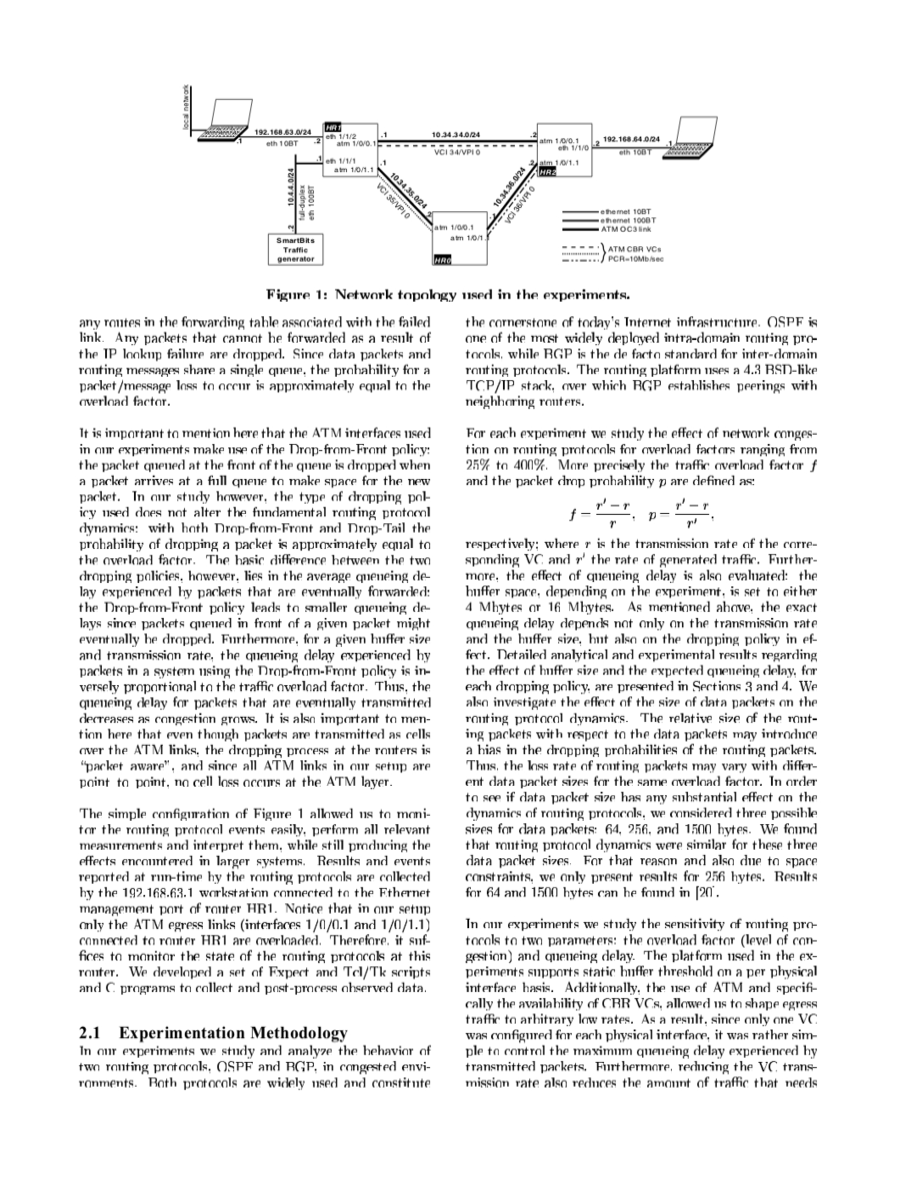 local network
192.168.63.0/24
.1
eth 10BT
.2
HR1
eth 1/1/2
atm 1/0/0.1
.1
10.34.34.0/24
VCI 34/VPI 0
.2
atm 1/0/0.1
eth 1/1/0
.2
192.168.64.0/24
eth 10BT
.1
.1
eth 1/1/1
atm 1/0/1.1
.1
10.4.4.0/24
full-duplex
eth 100BT
.2
10.34.35.0/24
VCI 35/VPI 0
.2
10.34.36.0/24
VCI 36/VPI 0
.2
atm 1/0/1.1
HR2
atm 1/0/0.1
atm 1/0/1.1
HR0
SmartBits
Traffic
generator
ethernet 10BT
ethernet 100BT
ATM OC3 link
ATM CBR VCs
PCR=10Mb/sec
Figure 1: Network topology used in the experiments.
any routes in the forwarding table associated with the failed
link. Any packets that cannot be forwarded as a result of
the IP lookup failure are dropped. Since data packets and
routing messages share a single queue, the probability for a
packet/message loss to occur is approximately equal to the
overload factor.
It is important to mention here that the ATM interfaces used
in our experiments make use of the Drop-from-Front policy:
the packet queued at the front of the queue is dropped when
a packet arrives at a full queue to make space for the new
packet. In our study however, the type of dropping pol-
icy used does not alter the fundamental routing protocol
dynamics: with both Drop-from-Front and Drop-Tail the
probability of dropping a packet is approximately equal to
the overload factor. The basic difference between the two
dropping policies, however, lies in the average queueing de-
lay experienced by packets that are eventually forwarded:
the Drop-from-Front policy leads to smaller queueing de-
lays since packets queued in front of a given packet might
eventually be dropped. Furthermore, for a given buffer size
and transmission rate, the queueing delay experienced by
packets in a system using the Drop-from-Front policy is in-
versely proportional to the traffic overload factor. Thus, the
queueing delay for packets that are eventually transmitted
decreases as congestion grows. It is also important to men-
tion here that even though packets are transmitted as cells
over the ATM links, the dropping process at the routers is
"packet aware", and since all ATM links in our setup are
point to point, no cell loss occurs at the ATM layer.
The simple configuration of Figure 1 allowed us to moni-
tor the routing protocol events easily, perform all relevant
measurements and interpret them, while still producing the
effects encountered in larger systems. Results and events
reported at run-time by the routing protocols are collected
by the 192.168.63.1 workstation connected to the Ethernet
management port of router HR1. Notice that in our setup
only the ATM egress links (interfaces 1/0/0.1 and 1/0/1.1)
connected to router HR1 are overloaded. Therefore, it suf-
fices to monitor the state of the routing protocols at this
router. We developed a set of Expect and Tcl/Tk scripts
and C programs to collect and post-process observed data.
2.1 Experimentation Methodology
In our experiments we study and analyze the behavior of
two routing protocols, OSPF and BGP, in congested envi-
ronments. Both protocols are widely used and constitute
the cornerstone of today's Internet infrastructure. OSPF is
one of the most widely deployed intra-domain routing pro-
tocols, while BGP is the de facto standard for inter-domain
routing protocols. The routing platform uses a 4.3 BSD-like
TCP/IP stack, over which BGP establishes peerings with
neighboring routers.
For each experiment we study the effect of network conges-
tion on routing protocols for overload factors ranging from
25% to 400%. More precisely the traffic overload factor f
and the packet drop probability p are defined as:
f = (r′ − r)/r, p = (r′ − r)/r′,
respectively; where r is the transmission rate of the corre-
sponding VC and r′ the rate of generated traffic. Further-
more, the effect of queueing delay is also evaluated: the
buffer space, depending on the experiment, is set to either
4 Mbytes or 16 Mbytes. As mentioned above, the exact
queueing delay depends not only on the transmission rate
and the buffer size, but also on the dropping policy in ef-
fect. Detailed analytical and experimental results regarding
the effect of buffer size and the expected queueing delay, for
each dropping policy, are presented in Sections 3 and 4. We
also investigate the effect of the size of data packets on the
routing protocol dynamics. The relative size of the rout-
ing packets with respect to the data packets may introduce
a bias in the dropping probabilities of the routing packets.
Thus, the loss rate of routing packets may vary with differ-
ent data packet sizes for the same overload factor. In order
to see if data packet size has any substantial effect on the
dynamics of routing protocols, we considered three possible
sizes for data packets: 64, 256, and 1500 bytes. We found
that routing protocol dynamics were similar for these three
data packet sizes. For that reason and also due to space
constraints, we only present results for 256 bytes. Results
for 64 and 1500 bytes can be found in [20].
In our experiments we study the sensitivity of routing pro-
tocols to two parameters: the overload factor (level of con-
gestion) and queueing delay. The platform used in the ex-
periments supports static buffer threshold on a per physical
interface basis. Additionally, the use of ATM and specifi-
cally the availability of CBR VCs, allowed us to shape egress
traffic to arbitrary low rates. As a result, since only one VC
was configured for each physical interface, it was rather sim-
ple to control the maximum queueing delay experienced by
transmitted packets. Furthermore, reducing the VC trans-
mission rate also reduces the amount of traffic that needs